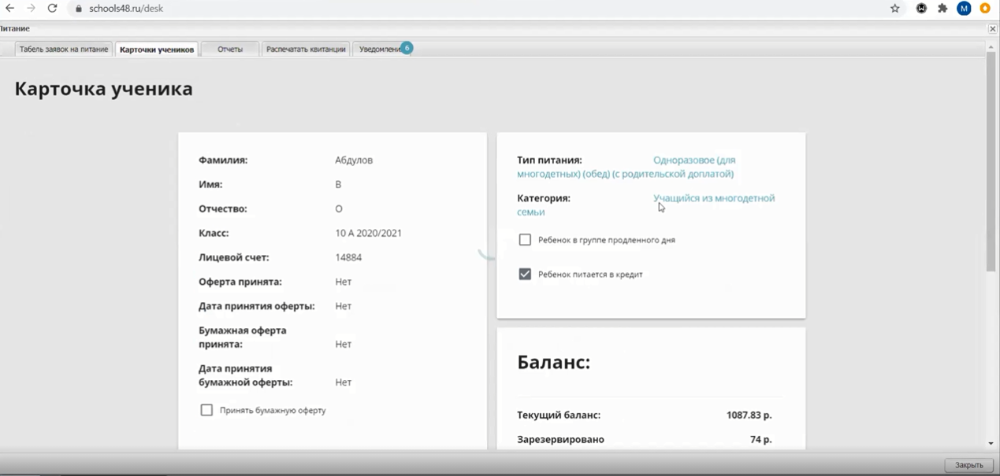 schools48.ru/desk
М
Питание
Табель заявок на питание
Карточки учеников
Отчеты
Распечатать квитанции
Уведомлени
6
Карточка ученика
Фамилия: Абдулов
Имя: В
Отчество: О
Класс: 10 А 2020/2021
Лицевой счет: 14884
Оферта принята: Нет
Дата принятия оферты: Нет
Бумажная оферта
принята: Нет
Дата принятия
бумажной оферты: Нет
Принять бумажную оферту
Тип питания: Одноразовое (для
многодетных) (обед) (с родительской доплатой)
Категория: Учащийся из многодетной
семьи
Ребенок в группе продленного дня
Ребенок питается в кредит
Баланс:
Текущий баланс: 1087.83 р.
Зарезервировано 74 р.
Закрыть